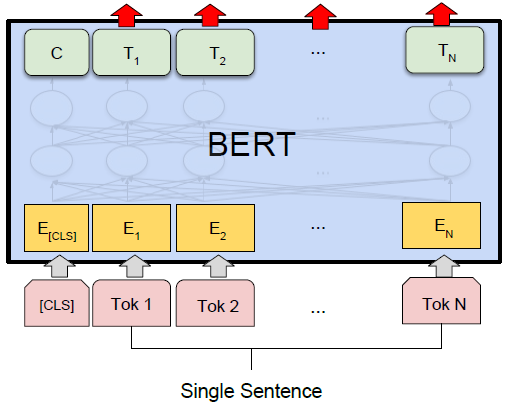 C T1 T2 ... TN
...
BERT
...
E[CLS] E1 E2 ... EN
[CLS] Tok 1 Tok 2 ... Tok N
Single Sentence